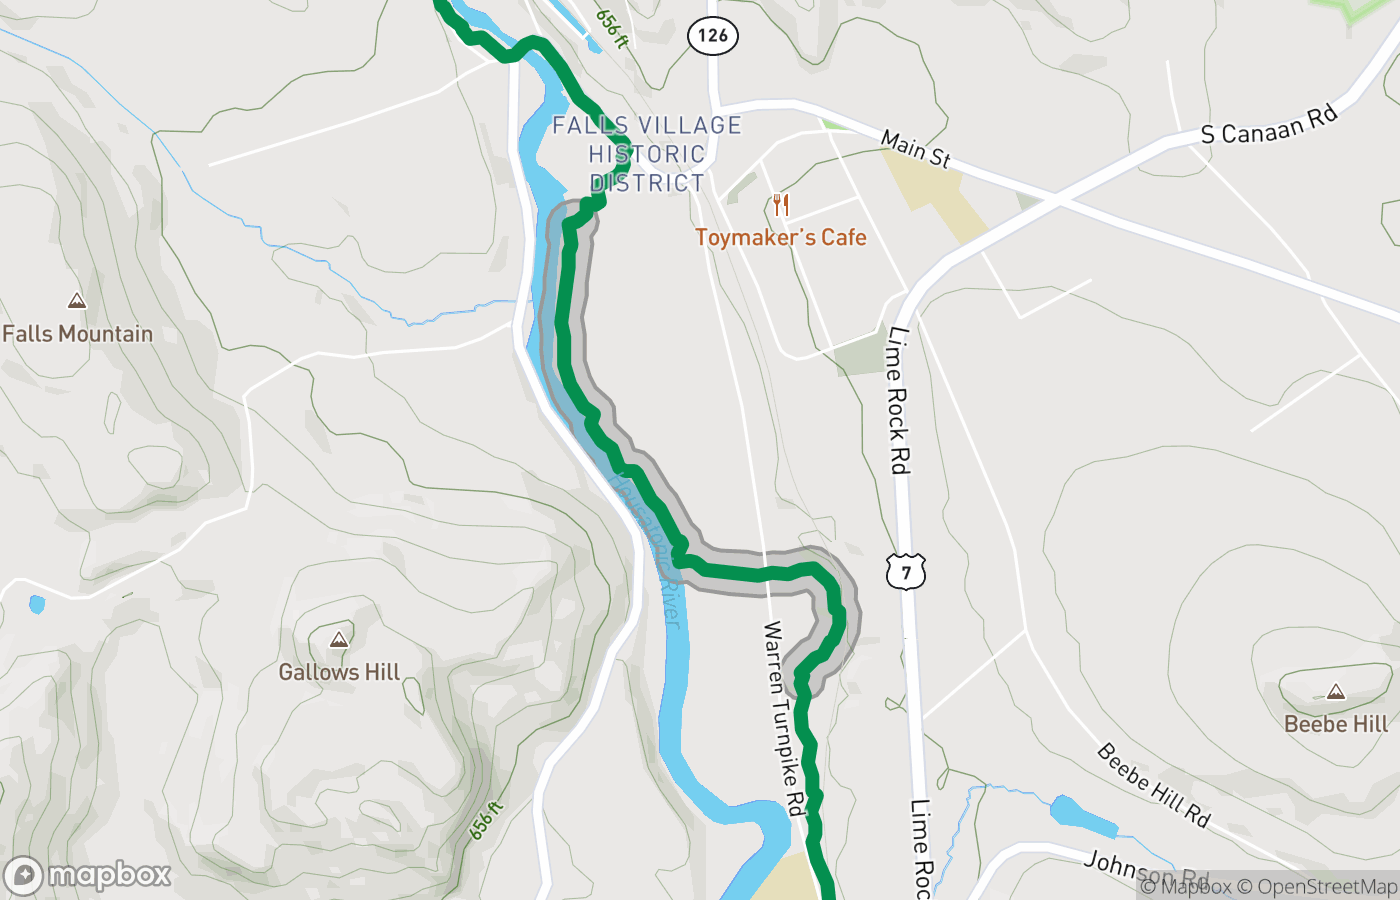 656 ft
126
FALLS VILLAGE
HISTORIC
DISTRICT
Main St
S Canaan Rd
Toymaker's Cafe
Falls Mountain
Lime Rock Rd
Housatonic River
7
Gallows Hill
Warren Turnpike Rd
Beebe Hill
Beebe Hill Rd
656 ft
Lime Roc
Johnson Rd
mapbox
© Mapbox © OpenStreetMap